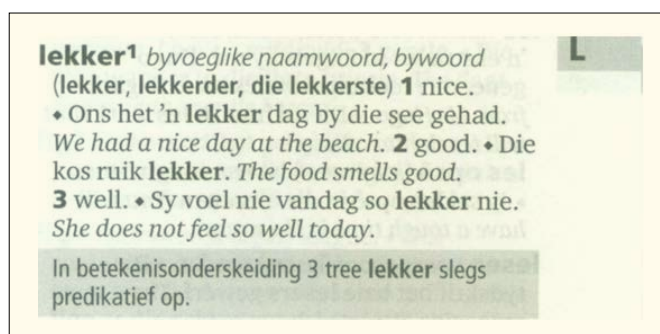 lekker¹ byvoeglike naamwoord, bywoord
(lekker, lekkerder, die lekkerste) 1 nice.
◆ Ons het 'n lekker dag by die see gehad.
We had a nice day at the beach. 2 good. ◆ Die
kos ruik lekker. The food smells good.
3 well. ◆ Sy voel nie vandag so lekker nie.
She does not feel so well today.
In betekenisonderskeiding 3 tree lekker slegs
predikatief op.
L